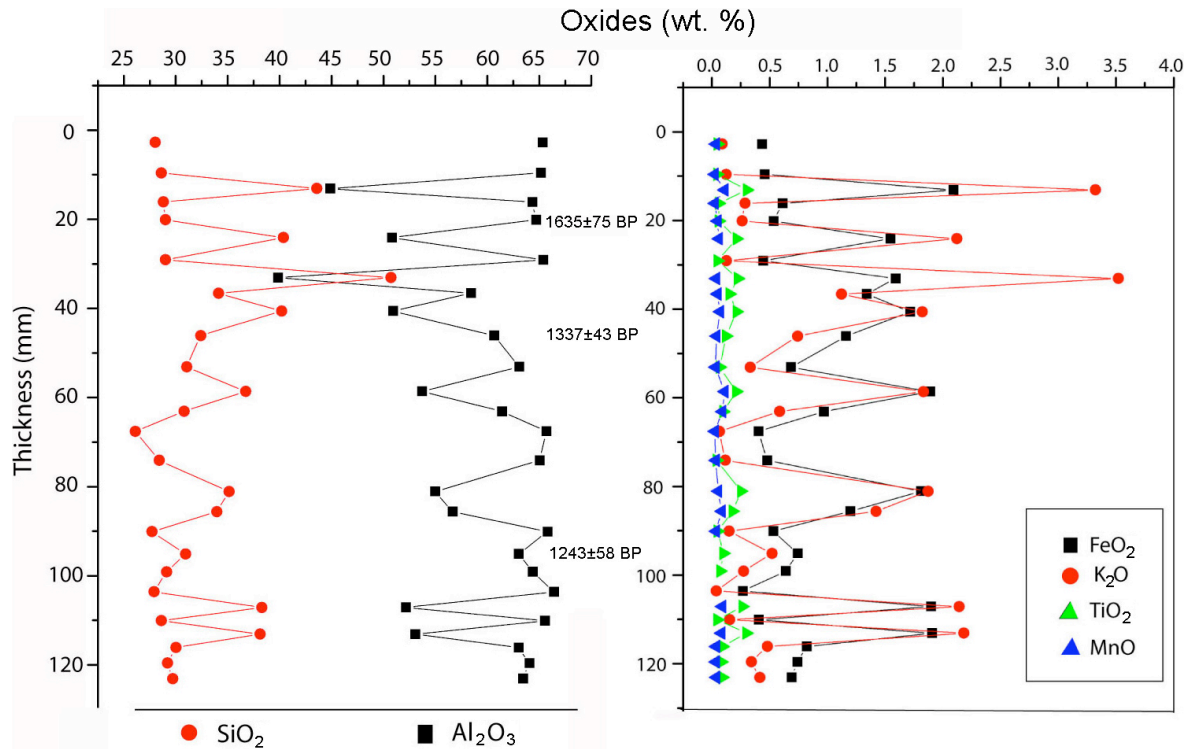 Oxides (wt. %)
25 30 35 40 45 50 55 60 65 70
0.0 0.5 1.0 1.5 2.0 2.5 3.0 3.5 4.0
Thickness (mm)
0
20
40
60
80
100
120
1635±75 BP
1337±43 BP
1243±58 BP
SiO₂
Al₂O₃
0
20
40
60
80
100
120
FeO₂
K₂O
TiO₂
MnO